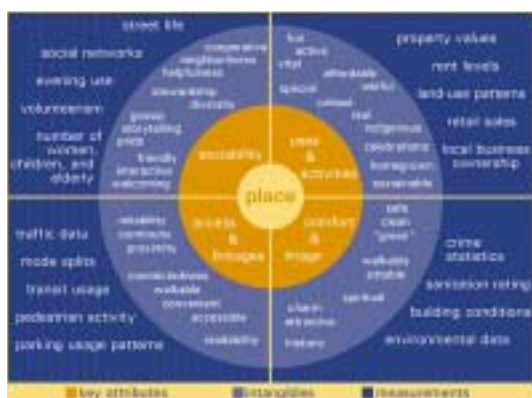 street life
social networks
evening use
volunteerism
number of
women,
children, and
elderly
cooperative
neighborliness
helpfulness
stewardship
diversity
storytelling
pride
friendly
interactive
welcoming
sociability
fun
active
vital
special
affordable
useful
real
indigenous
celebratory
homegrown
sustainable
uses
&
activities
property values
rent levels
land-use patterns
retail sales
local business
ownership
place
traffic data
mode splits
transit usage
pedestrian activity
parking usage patterns
continuity
proximity
connectedness
walkable
convenient
accessible
access
&
linkages
comfort
&
image
safe
clean
"green"
walkable
sittable
spiritual
charm
attractive
history
crime
statistics
sanitation rating
building conditions
environmental data
key attributes
intangibles
measurements